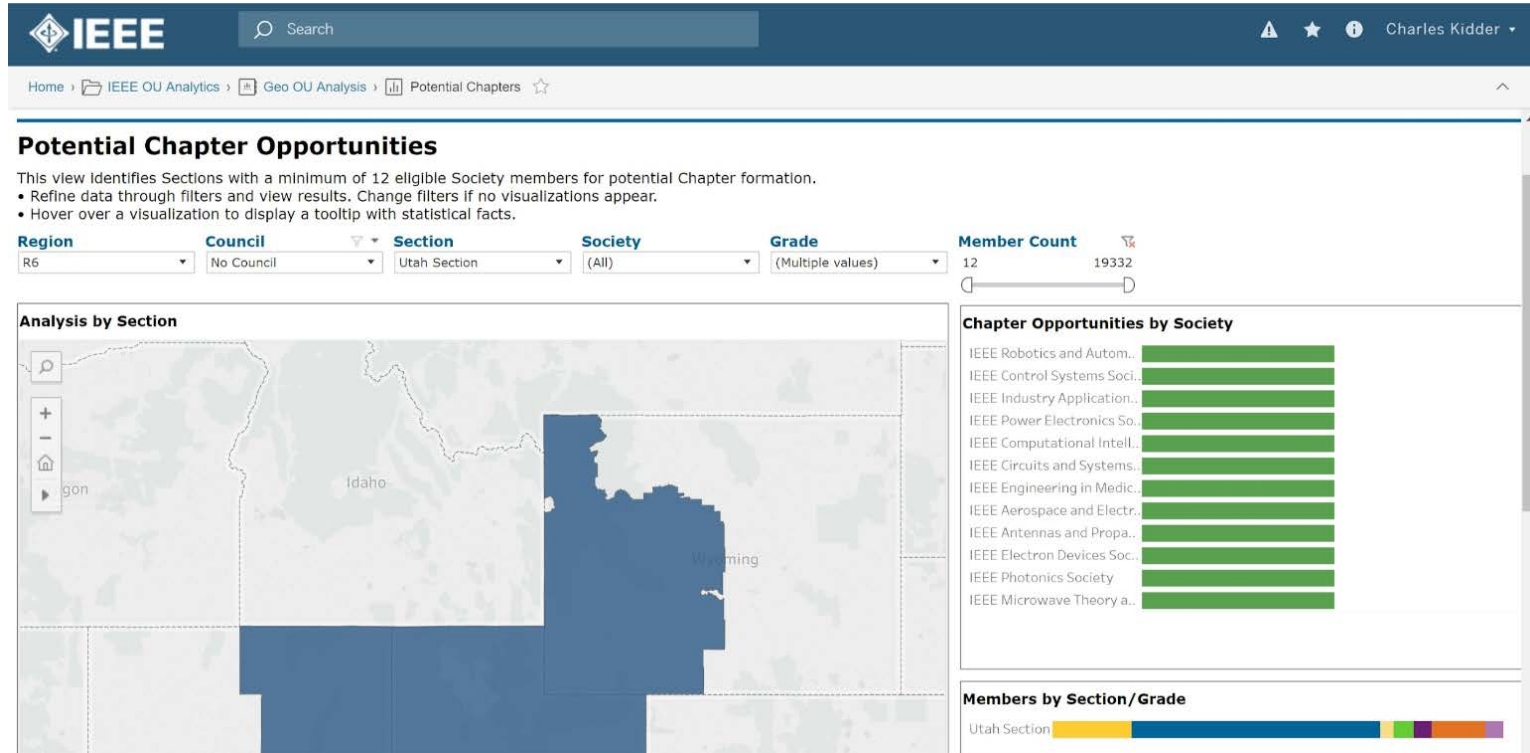 IEEE
Search
Charles Kidder
Home › IEEE OU Analytics › Geo OU Analysis › Potential Chapters
Potential Chapter Opportunities
This view identifies Sections with a minimum of 12 eligible Society members for potential Chapter formation.
• Refine data through filters and view results. Change filters if no visualizations appear.
• Hover over a visualization to display a tooltip with statistical facts.
Region Council Section Society Grade Member Count
R6 No Council Utah Section (All) (Multiple values) 12 19332
Analysis by Section
gon
Idaho
Wyoming
Chapter Opportunities by Society
IEEE Robotics and Autom..
IEEE Control Systems Soci..
IEEE Industry Application..
IEEE Power Electronics So..
IEEE Computational Intell..
IEEE Circuits and Systems..
IEEE Engineering in Medic..
IEEE Aerospace and Electr..
IEEE Antennas and Propa..
IEEE Electron Devices Soc..
IEEE Photonics Society
IEEE Microwave Theory a..
Members by Section/Grade
Utah Section